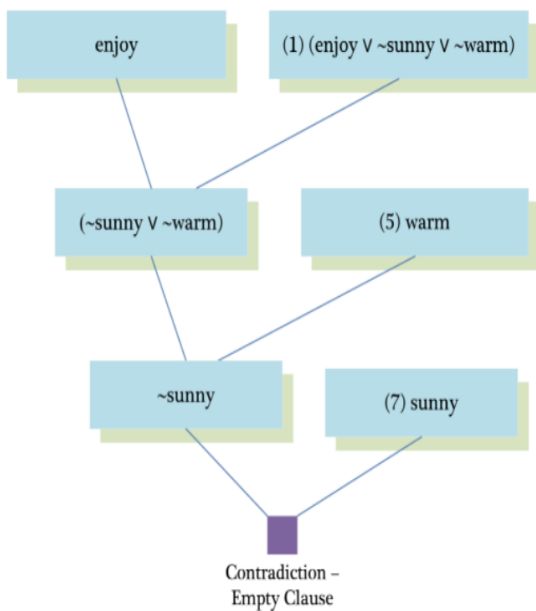 enjoy
(1) (enjoy ∨ ~sunny ∨ ~warm)
(~sunny ∨ ~warm)
(5) warm
~sunny
(7) sunny
Contradiction –
Empty Clause